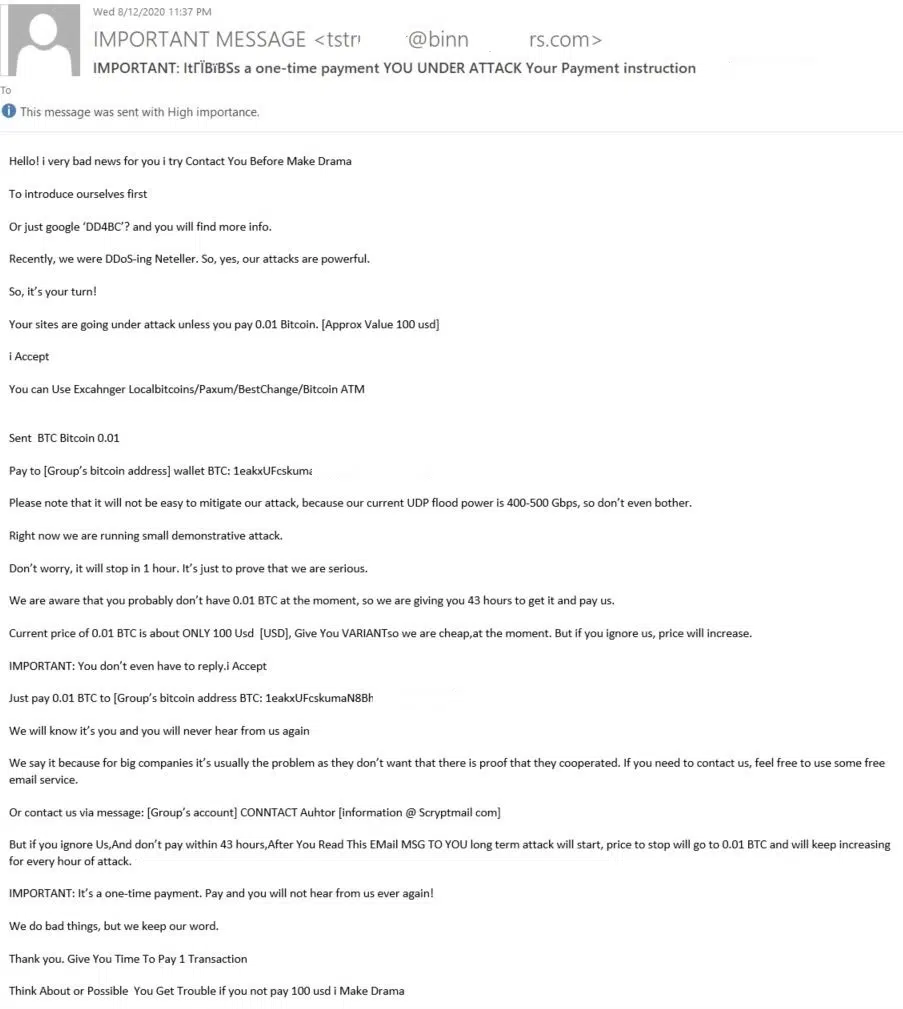 Wed 8/12/2020 11:37 PM
IMPORTANT MESSAGE <tstr @binn rs.com>
IMPORTANT: ItГЇВїВЅs a one-time payment YOU UNDER ATTACK Your Payment instruction
To
This message was sent with High importance.
Hello! i very bad news for you i try Contact You Before Make Drama
To introduce ourselves first
Or just google ‘DD4BC’? and you will find more info.
Recently, we were DDoS-ing Neteller. So, yes, our attacks are powerful.
So, it’s your turn!
Your sites are going under attack unless you pay 0.01 Bitcoin. [Approx Value 100 usd]
i Accept
You can Use Excahnger Localbitcoins/Paxum/BestChange/Bitcoin ATM
Sent BTC Bitcoin 0.01
Pay to [Group’s bitcoin address] wallet BTC: 1eakxUFcskuma
Please note that it will not be easy to mitigate our attack, because our current UDP flood power is 400-500 Gbps, so don’t even bother.
Right now we are running small demonstrative attack.
Don’t worry, it will stop in 1 hour. It’s just to prove that we are serious.
We are aware that you probably don’t have 0.01 BTC at the moment, so we are giving you 43 hours to get it and pay us.
Current price of 0.01 BTC is about ONLY 100 Usd [USD], Give You VARIANTso we are cheap,at the moment. But if you ignore us, price will increase.
IMPORTANT: You don’t even have to reply.i Accept
Just pay 0.01 BTC to [Group’s bitcoin address BTC: 1eakxUFcskumaN8Bh
We will know it’s you and you will never hear from us again
We say it because for big companies it’s usually the problem as they don’t want that there is proof that they cooperated. If you need to contact us, feel free to use some free
email service.
Or contact us via message: [Group’s account] CONNTACT Auhtor [information @ Scryptmail com]
But if you ignore Us,And don’t pay within 43 hours,After You Read This EMail MSG TO YOU long term attack will start, price to stop will go to 0.01 BTC and will keep increasing
for every hour of attack.
IMPORTANT: It’s a one-time payment. Pay and you will not hear from us ever again!
We do bad things, but we keep our word.
Thank you. Give You Time To Pay 1 Transaction
Think About or Possible You Get Trouble if you not pay 100 usd i Make Drama